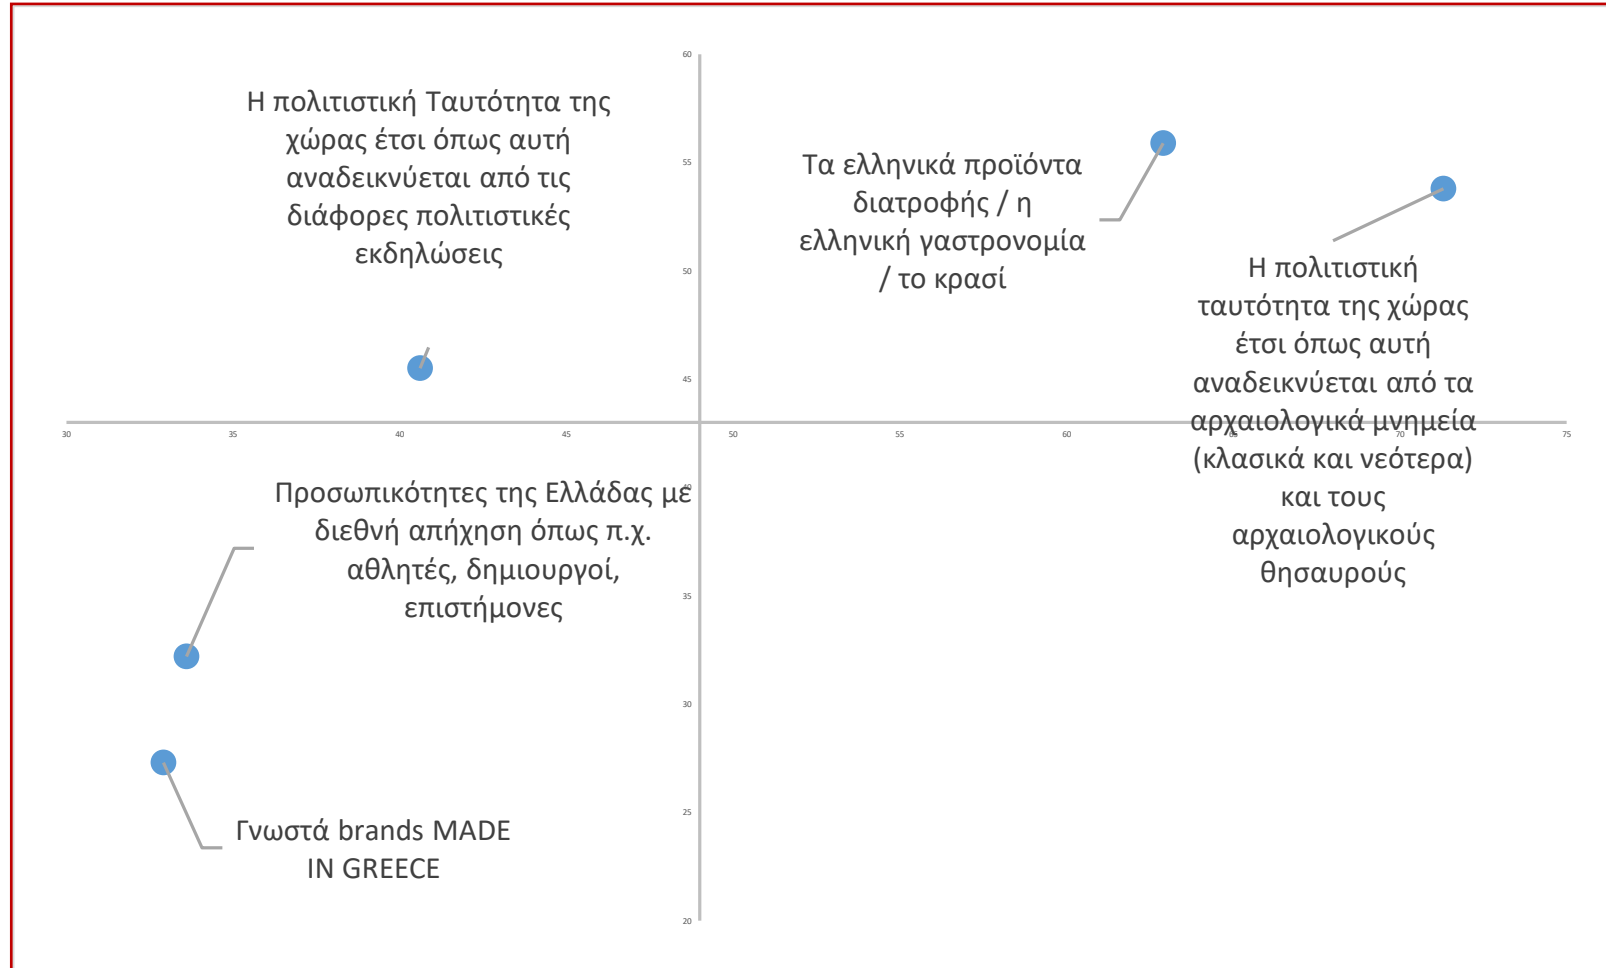 Η πολιτιστική Ταυτότητα της
χώρας έτσι όπως αυτή
αναδεικνύεται από τις
διάφορες πολιτιστικές
εκδηλώσεις
Τα ελληνικά προϊόντα
διατροφής / η
ελληνική γαστρονομία
/ το κρασί
Η πολιτιστική
ταυτότητα της χώρας
έτσι όπως αυτή
αναδεικνύεται από τα
αρχαιολογικά μνημεία
(κλασικά και νεότερα)
και τους
αρχαιολογικούς
θησαυρούς
Προσωπικότητες της Ελλάδας με
διεθνή απήχηση όπως π.χ.
αθλητές, δημιουργοί,
επιστήμονες
Γνωστά brands MADE
IN GREECE
60
55
50
45
40
35
30
25
20
30 35 40 45 50 55 60 65 70 75